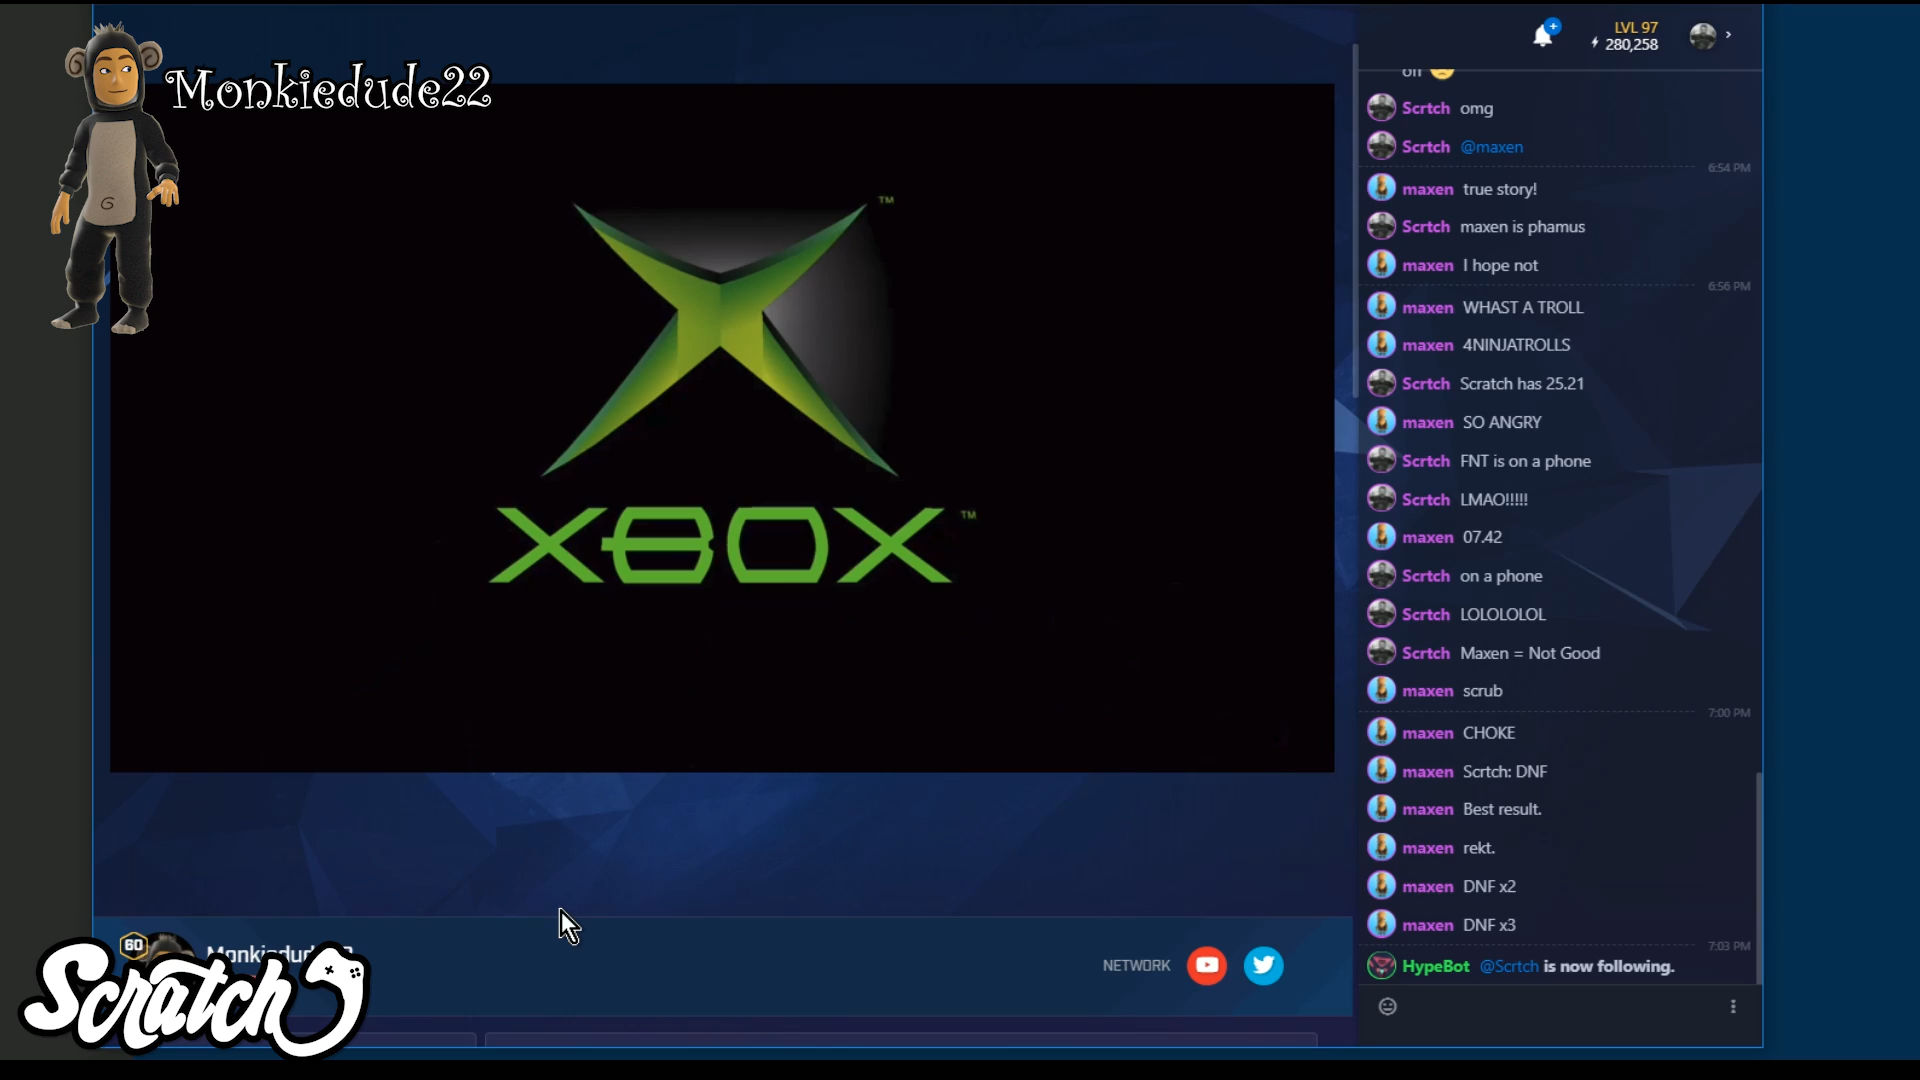 Monkiedude22
LVL 97
280,258
off
Scrtch omg
Scrtch @maxen
6:54 PM
maxen true story!
Scrtch maxen is phamus
maxen I hope not
6:56 PM
maxen WHAST A TROLL
maxen 4NINJATROLLS
Scrtch Scratch has 25.21
maxen SO ANGRY
Scrtch FNT is on a phone
Scrtch LMAO!!!!!
maxen 07.42
Scrtch on a phone
Scrtch LOLOLOLOL
Scrtch Maxen = Not Good
maxen scrub
7:00 PM
maxen CHOKE
maxen Scrtch: DNF
maxen Best result.
maxen rekt.
maxen DNF x2
maxen DNF x3
7:03 PM
HypeBot @Scrtch is now following.
TM
XBOX TM
60
NETWORK
Scratch